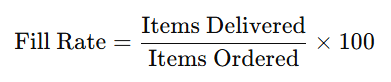 Fill Rate = Items Delivered / Items Ordered × 100